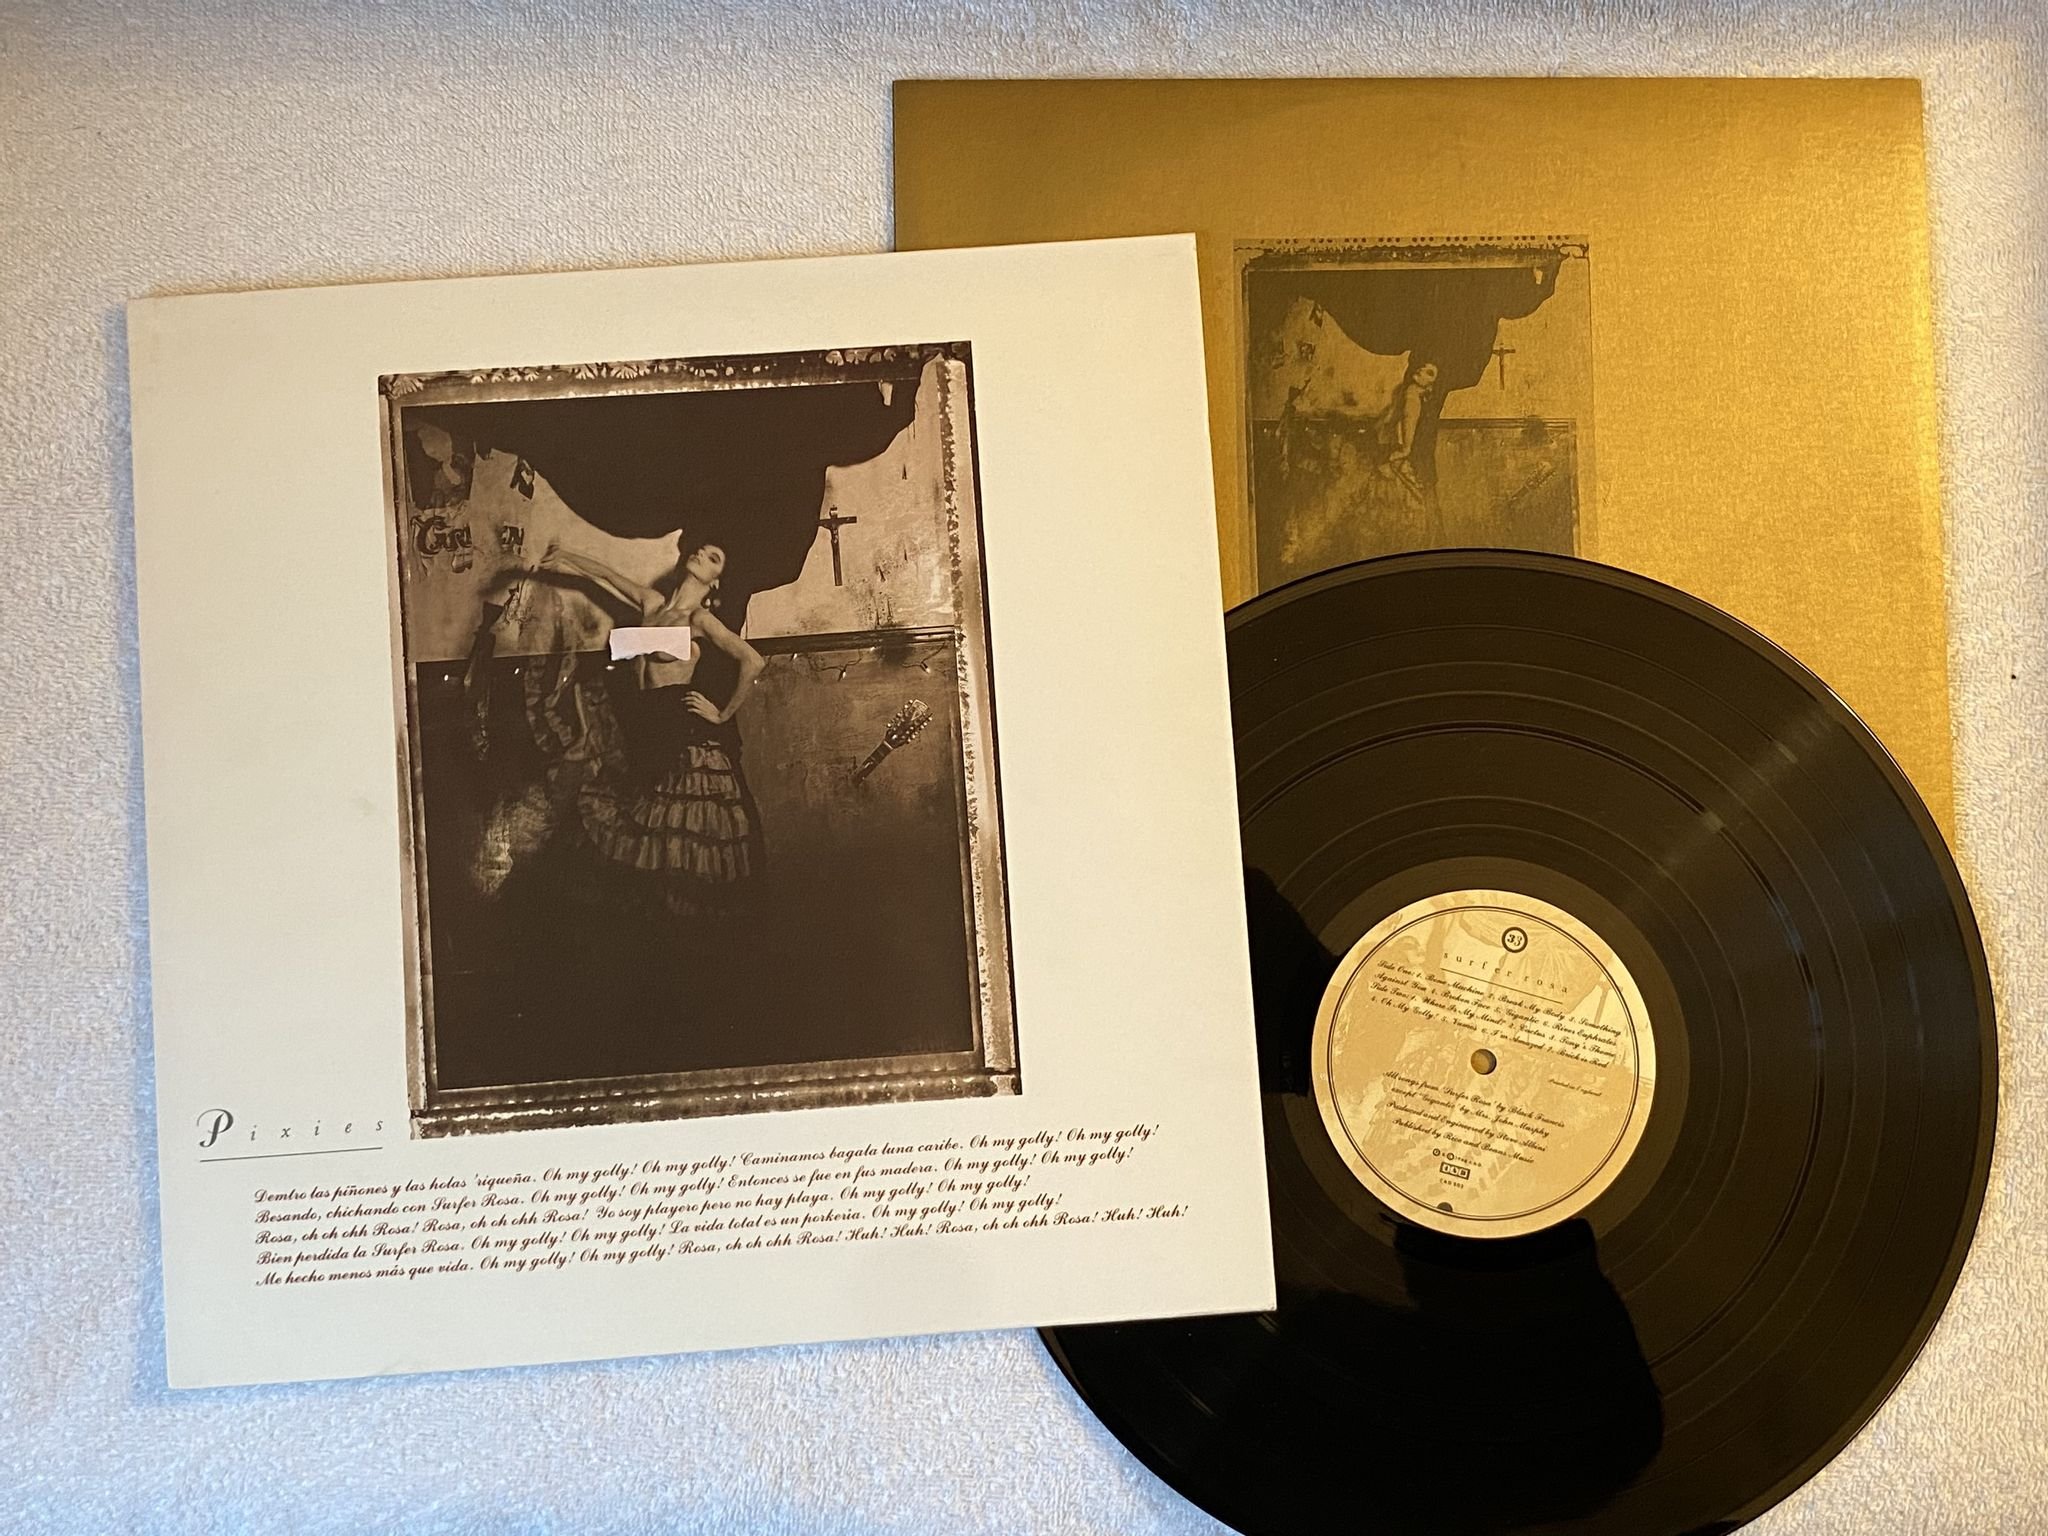 Pixies
Demtro las piñones y las holas 'riqueña. Oh my golly! Oh my golly! Caminamos bagala luna caribe. Oh my golly! Oh my golly!
Besando, chichando con Surfer Rosa. Oh my golly! Oh my golly! Entonces se fue en fus madera. Oh my golly! Oh my golly!
Rosa, oh oh ohh Rosa! Rosa, oh oh ohh Rosa! Yo soy playero pero no hay playa. Oh my golly! Oh my golly!
Bien perdida la Surfer Rosa. Oh my golly! Oh my golly! La vida total es un porkeria. Oh my golly! Oh my golly!
Me hecho menos más que vida. Oh my golly! Oh my golly! Rosa, oh oh ohh Rosa! Huh! Huh! Rosa, oh oh ohh Rosa! Huh! Huh!
33
surfer rosa
Side One: 1. Bone Machine 2. Break My Body 3. Something
Against You 4. Broken Face 5. Gigantic 6. River Euphrates
Side Two: 1. Where Is My Mind? 2. Cactus 3. Tony's Theme
4. Oh My Golly! 5. Vamos 6. I'm Amazed 7. Brick is Red
Printed in England
All songs from 'Surfer Rosa' by Black Francis
except 'Gigantic' by Mrs. John Murphy
Produced and Engineered by Steve Albini
Published by Rice and Beans Music
4AD
CAD 803